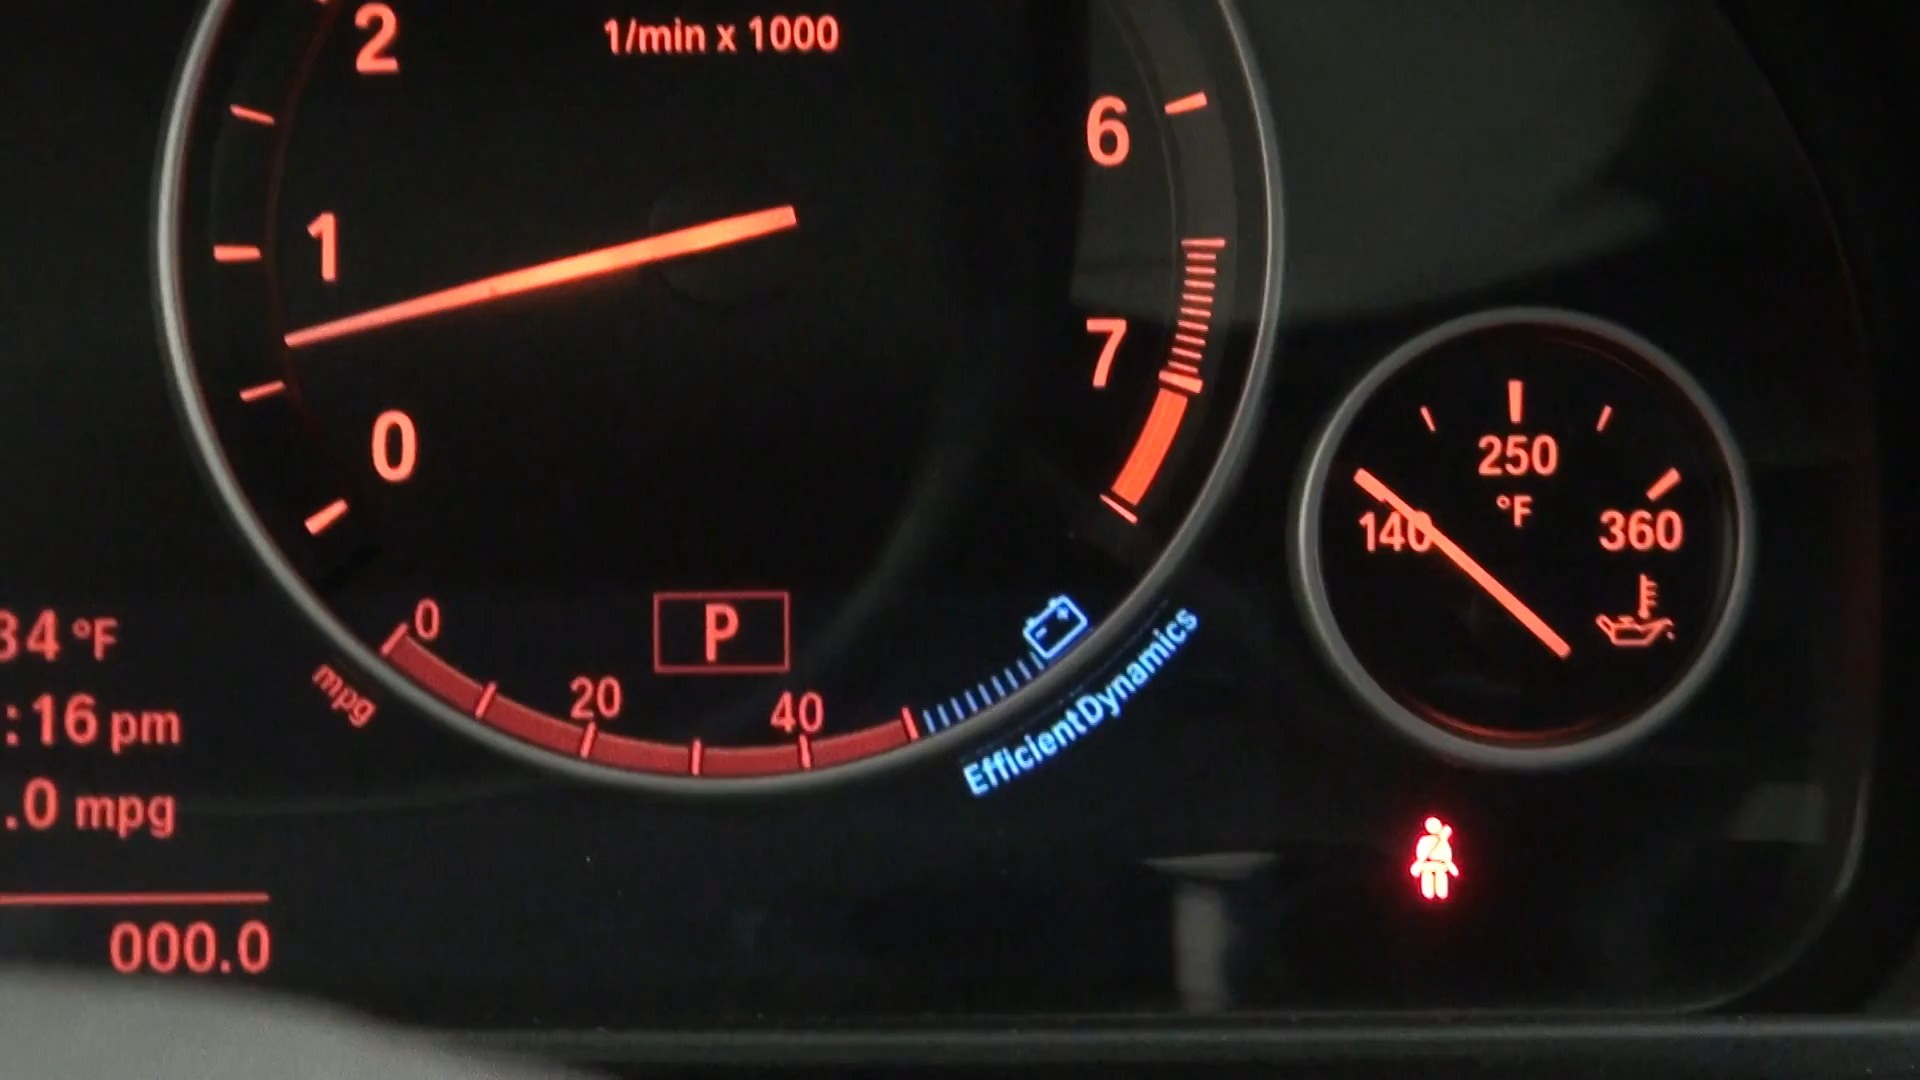 2
1/min x 1000
6
1
7
0
250
°F
140
360
0
P
20
40
mpg
EfficientDynamics
34 °F
:16 pm
.0 mpg
000.0